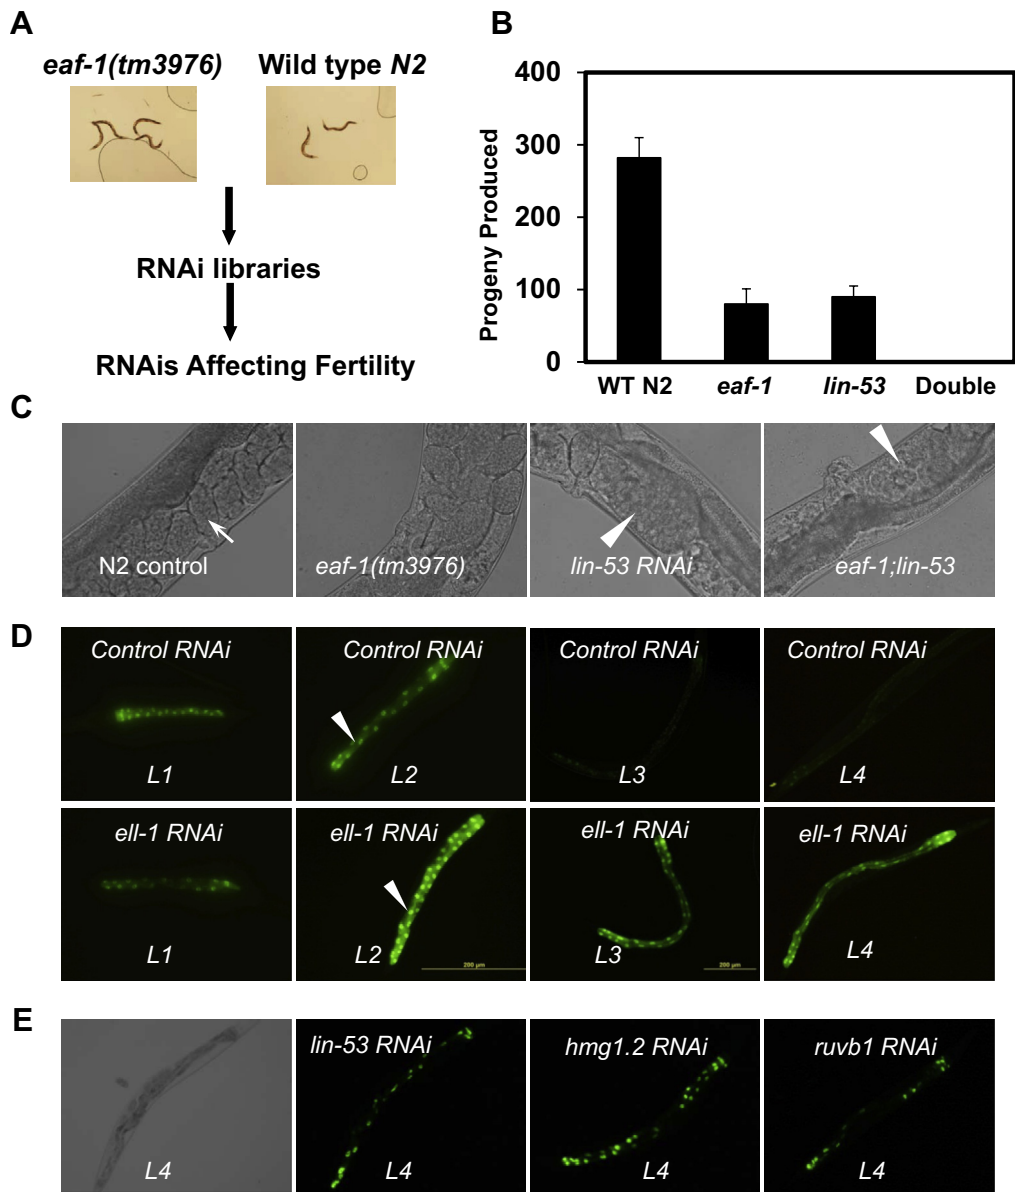 A
eaf-1(tm3976)
Wild type N2
RNAi libraries
RNAis Affecting Fertility
B
Progeny Produced
400
300
200
100
0
WT N2
eaf-1
lin-53
Double
C
N2 control
eaf-1(tm3976)
lin-53 RNAi
eaf-1;lin-53
D
Control RNAi
L1
Control RNAi
L2
Control RNAi
L3
Control RNAi
L4
ell-1 RNAi
L1
ell-1 RNAi
L2
200 µm
ell-1 RNAi
L3
200 µm
ell-1 RNAi
L4
E
L4
lin-53 RNAi
L4
hmg1.2 RNAi
L4
ruvb1 RNAi
L4